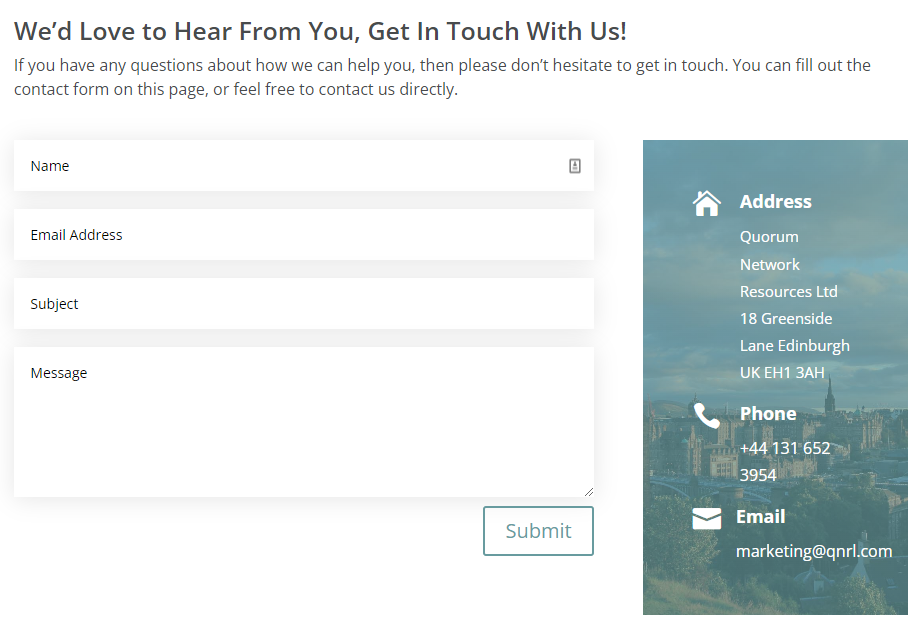 We’d Love to Hear From You, Get In Touch With Us!
If you have any questions about how we can help you, then please don’t hesitate to get in touch. You can fill out the
contact form on this page, or feel free to contact us directly.
Name
Email Address
Subject
Message
Submit
Address
Quorum
Network
Resources Ltd
18 Greenside
Lane Edinburgh
UK EH1 3AH
Phone
+44 131 652
3954
Email
marketing@qnrl.com